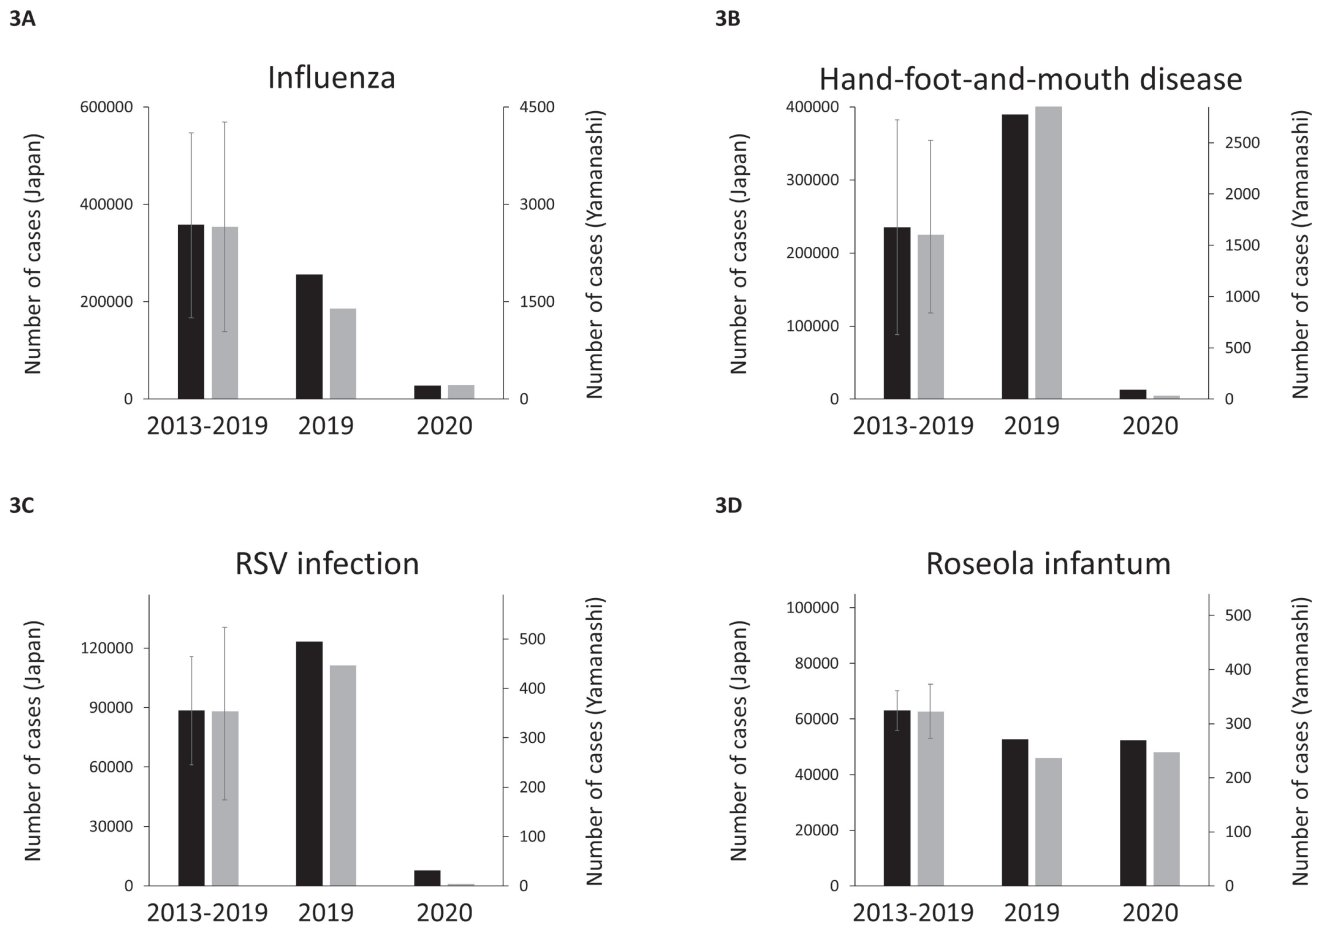 3A
Influenza
Number of cases (Japan)
600000
400000
200000
0
4500
3000
1500
0
Number of cases (Yamanashi)
2013-2019 2019 2020
3B
Hand-foot-and-mouth disease
Number of cases (Japan)
400000
300000
200000
100000
0
2500
2000
1500
1000
500
0
Number of cases (Yamanashi)
2013-2019 2019 2020
3C
RSV infection
Number of cases (Japan)
120000
90000
60000
30000
0
500
400
300
200
100
0
Number of cases (Yamanashi)
2013-2019 2019 2020
3D
Roseola infantum
Number of cases (Japan)
100000
80000
60000
40000
20000
0
500
400
300
200
100
0
Number of cases (Yamanashi)
2013-2019 2019 2020